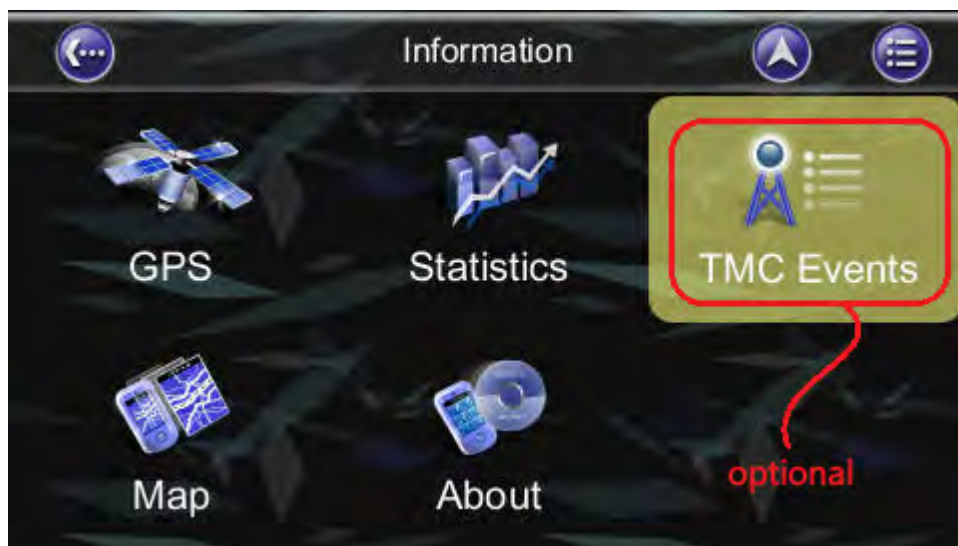 Information
GPS
Statistics
TMC Events
Map
About
optional